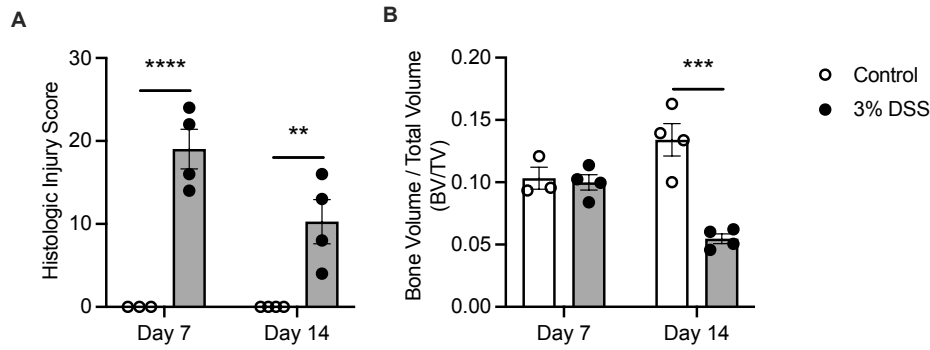 A
Histologic Injury Score
30
20
10
0
****
**
Day 7
Day 14
B
Bone Volume / Total Volume
(BV/TV)
0.20
0.15
0.10
0.05
0.00
***
Day 7
Day 14
Control
3% DSS